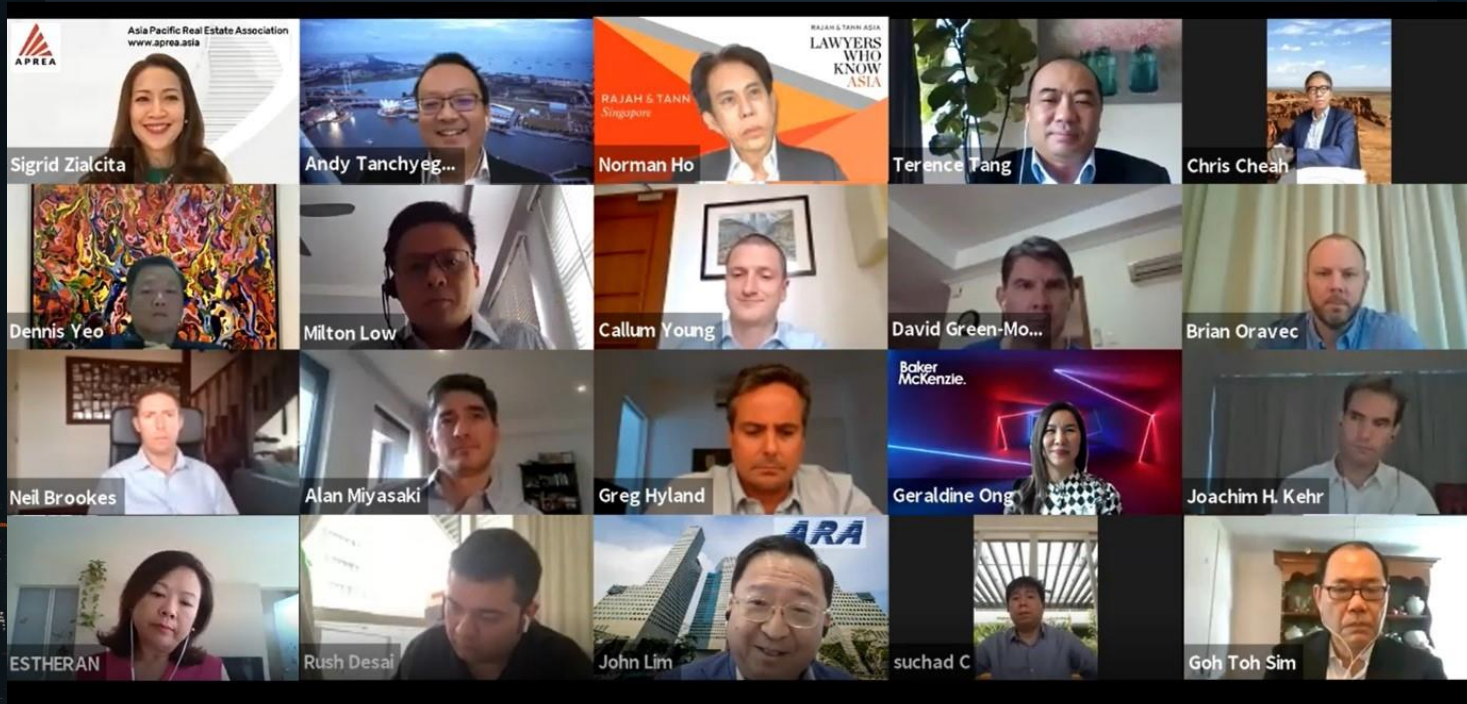 Asia Pacific Real Estate Association
www.aprea.asia
APREA
Sigrid Zialcita
Andy Tanchyeg...
RAJAH & TANN ASIA
LAWYERS
WHO
KNOW
ASIA
RAJAH & TANN
Singapore
Norman Ho
Terence Tang
Chris Cheah
Dennis Yeo
Milton Low
Callum Young
David Green-Mo...
Brian Oravec
Neil Brookes
Alan Miyasaki
Greg Hyland
Baker
McKenzie.
Geraldine Ong
Joachim H. Kehr
ESTHERAN
Rush Desai
ARA
John Lim
suchad C
Goh Toh Sim